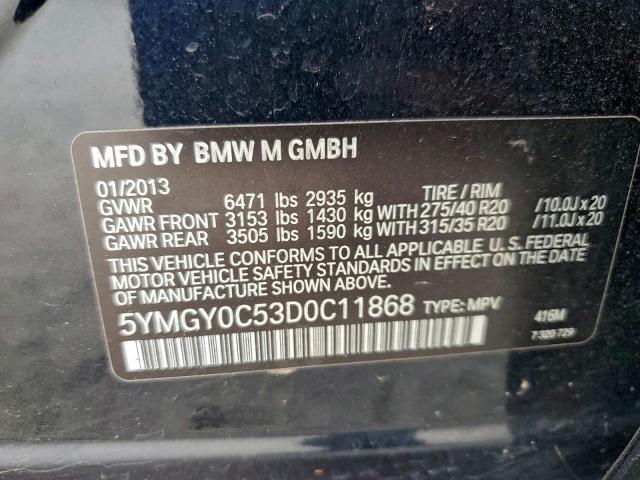 MFD BY BMW M GMBH
01/2013
GVWR 6471 lbs 2935 kg TIRE / RIM
GAWR FRONT 3153 lbs 1430 kg WITH 275/40 R20 /10.0J x 20
GAWR REAR 3505 lbs 1590 kg WITH 315/35 R20 /11.0J x 20
THIS VEHICLE CONFORMS TO ALL APPLICABLE U.S. FEDERAL
MOTOR VEHICLE SAFETY STANDARDS IN EFFECT ON THE DATE
OF MANUFACTURE SHOWN ABOVE.
5YMGY0C53D0C11868 TYPE: MPV 416M
7 320 729